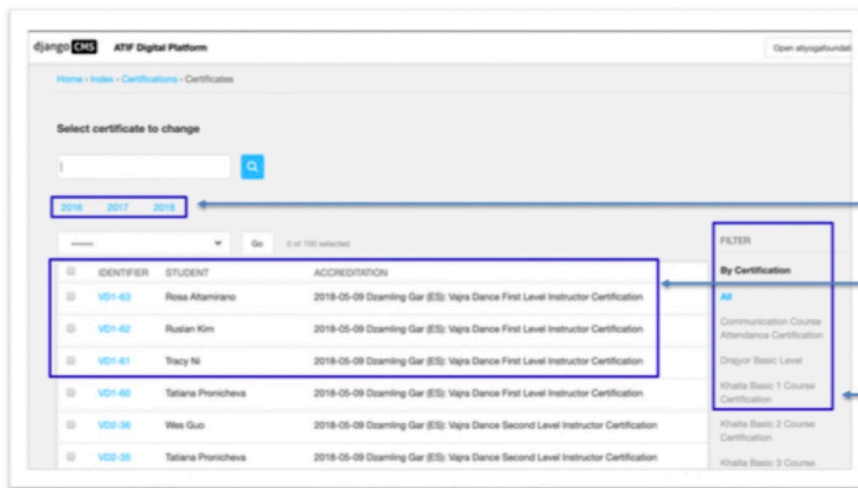 djangoCMS ATIF Digital Platform
Open atiyogafoundat
Home › Index › Certifications › Certificates
Select certificate to change
2016 2017 2018
Go 0 of 100 selected
IDENTIFIER STUDENT ACCREDITATION
VD1-63 Rosa Altamirano 2018-05-09 Dzamling Gar (ES): Vajra Dance First Level Instructor Certification
VD1-62 Ruslan Kim 2018-05-09 Dzamling Gar (ES): Vajra Dance First Level Instructor Certification
VD1-61 Tracy Ni 2018-05-09 Dzamling Gar (ES): Vajra Dance First Level Instructor Certification
VD1-60 Tatiana Pronicheva 2018-05-09 Dzamling Gar (ES): Vajra Dance First Level Instructor Certification
VD2-36 Wes Guo 2018-05-09 Dzamling Gar (ES): Vajra Dance Second Level Instructor Certification
VD2-35 Tatiana Pronicheva 2018-05-09 Dzamling Gar (ES): Vajra Dance Second Level Instructor Certification
FILTER
By Certification
All
Communication Course
Attendance Certification
Drajyor Basic Level
Khaita Basic 1 Course
Certification
Khaita Basic 2 Course
Certification
Khaita Basic 3 Course